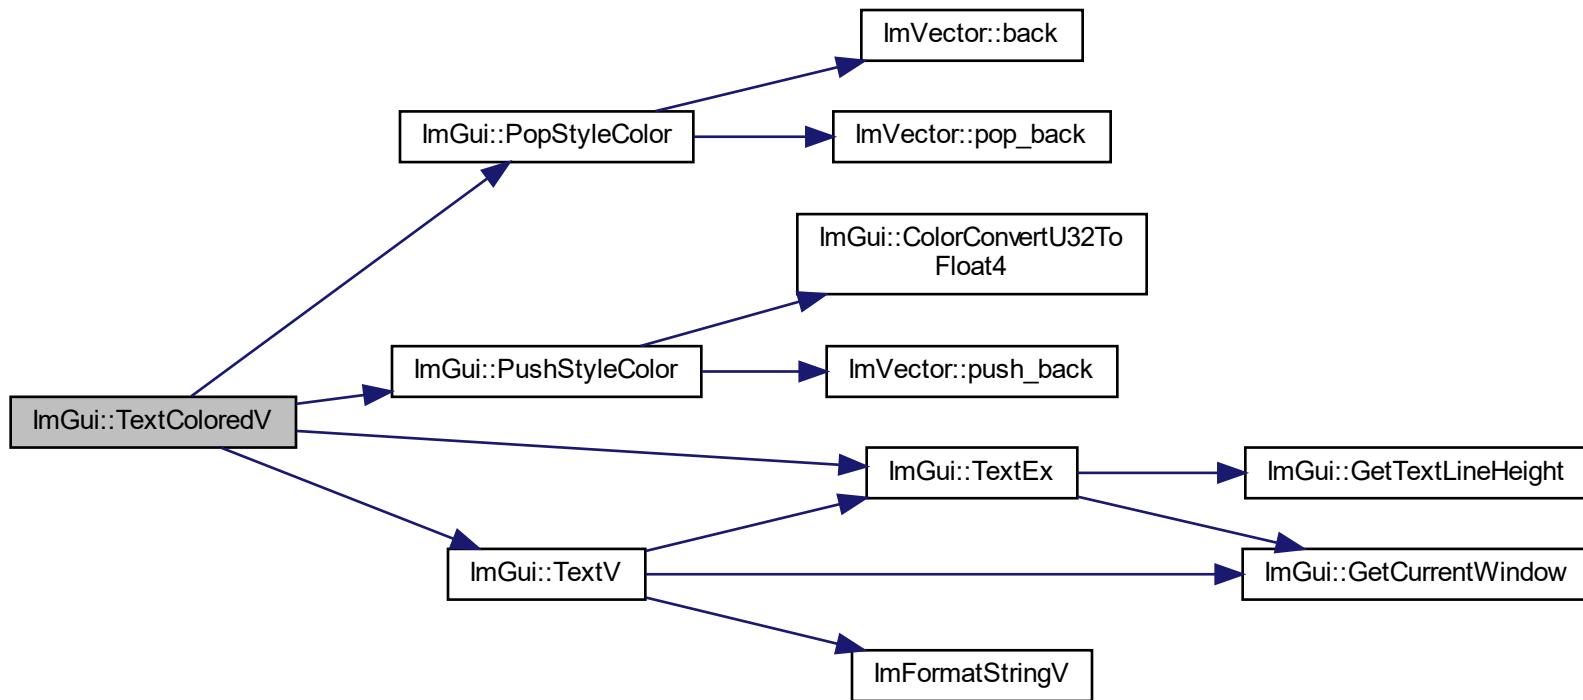 ImVector::back
ImGui::PopStyleColor
ImVector::pop_back
ImGui::ColorConvertU32To
Float4
ImGui::PushStyleColor
ImVector::push_back
ImGui::TextColoredV
ImGui::TextEx
ImGui::GetTextLineHeight
ImGui::TextV
ImGui::GetCurrentWindow
ImFormatStringV